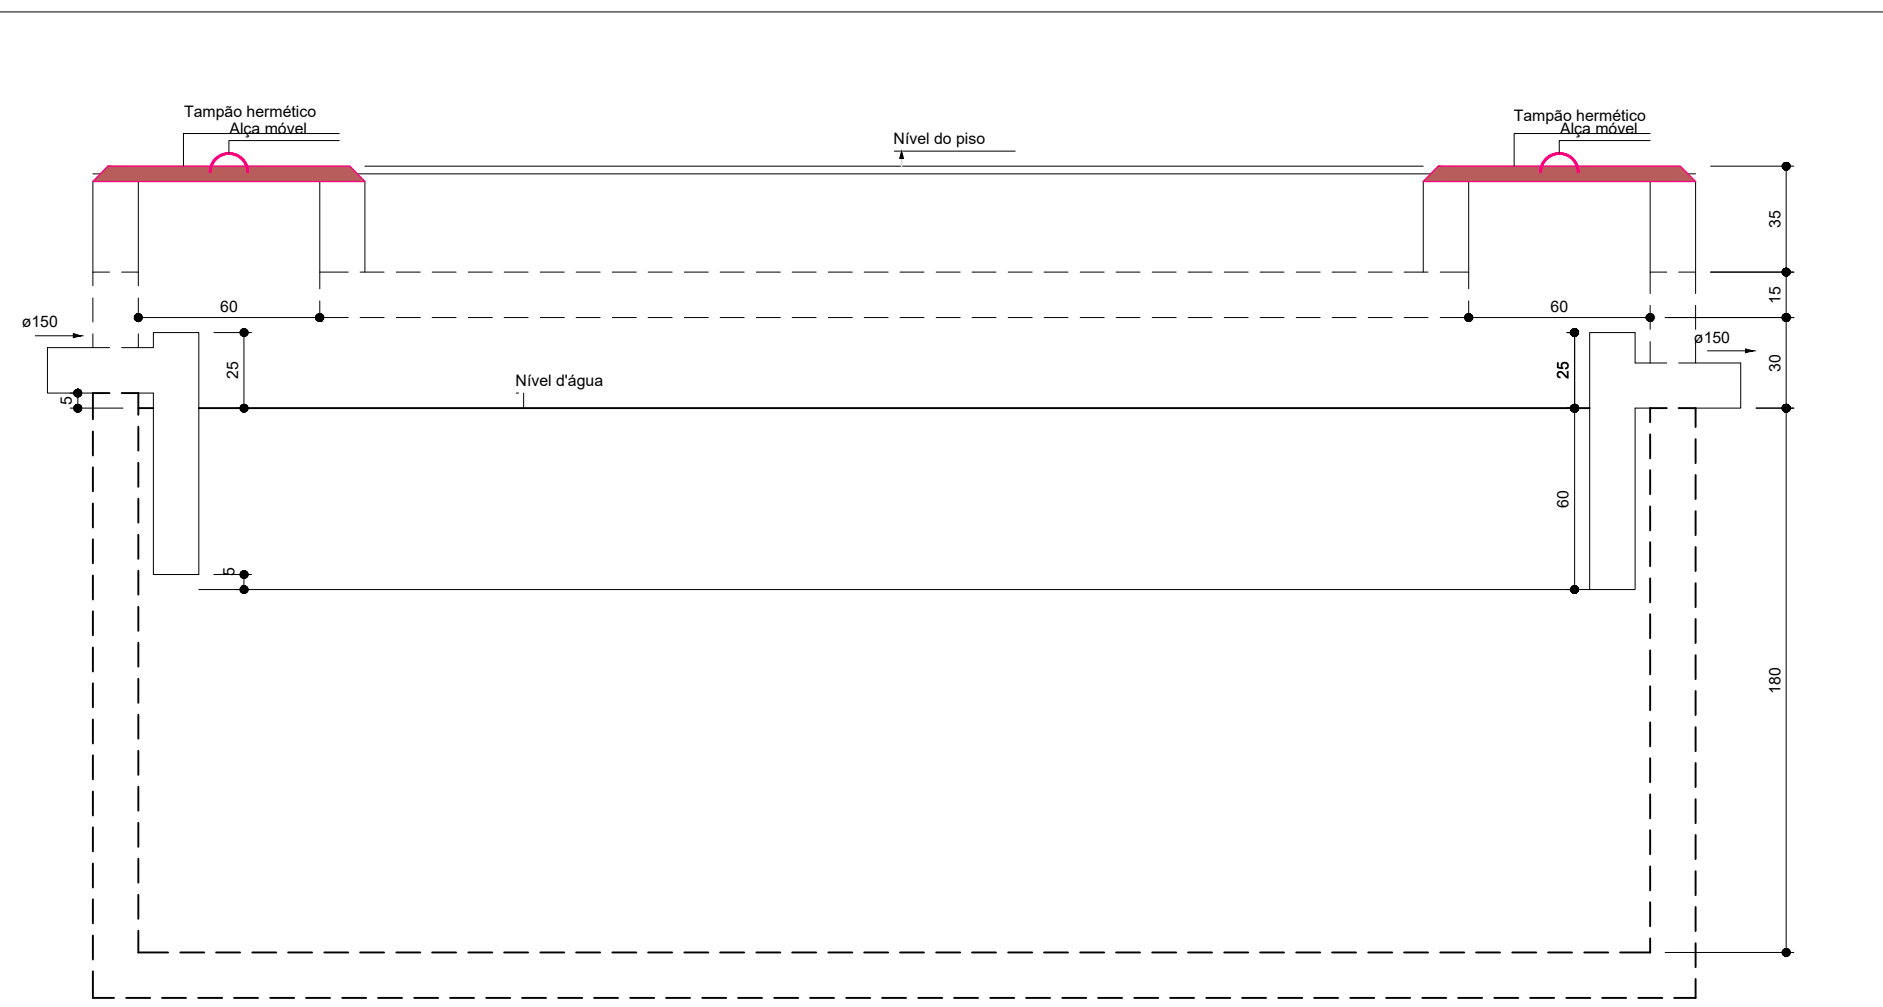 Tampão hermético
Alça móvel
Nível do piso
Tampão hermético
Alça móvel
35
15
60
60
ø150
ø150
25
25
30
Nível d'água
5
60
5
180